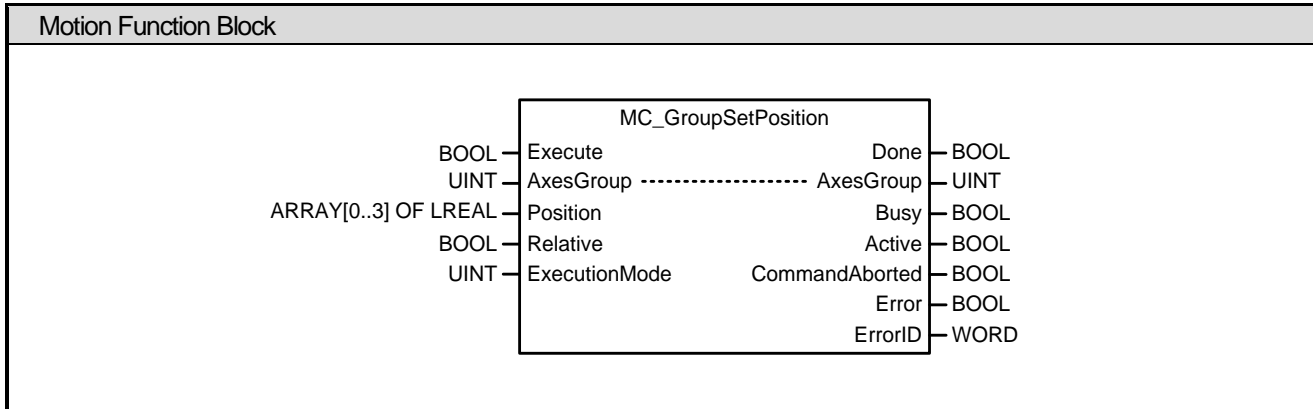 Motion Function Block
MC_GroupSetPosition
BOOL Execute Done BOOL
UINT AxesGroup AxesGroup UINT
ARRAY[0..3] OF LREAL Position Busy BOOL
BOOL Relative Active BOOL
UINT ExecutionMode CommandAborted BOOL
Error BOOL
ErrorID WORD